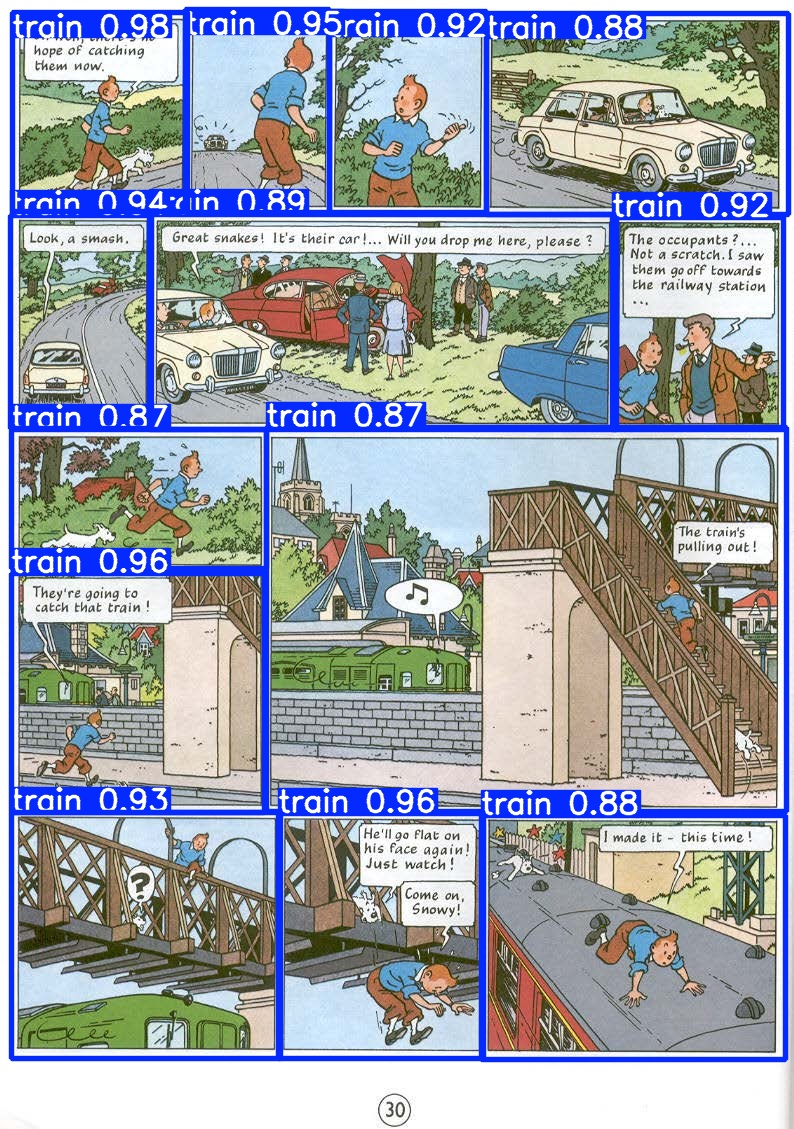 train 0.98
train 0.95
rain 0.92
train 0.88
there's no
hope of catching
them now.
train 0.94
in 0.89
train 0.92
Look, a smash.
Great snakes! It's their car!... Will you drop me here, please?
The occupants?...
Not a scratch. I saw
them go off towards
the railway station
...
train 0.87
train 0.87
train 0.96
They're going to
catch that train!
The train's
pulling out!
train 0.93
train 0.96
train 0.88
?
He'll go flat on
his face again!
Just watch!
Come on,
Snowy!
I made it - this time!
30